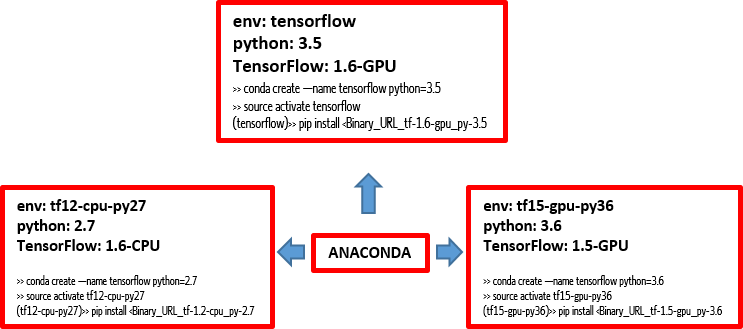 env: tensorflow
python: 3.5
TensorFlow: 1.6-GPU
>> conda create —name tensorflow python=3.5
>> source activate tensorflow
(tensorflow)>> pip install <Binary_URL_tf-1.6-gpu_py-3.5
env: tf12-cpu-py27
python: 2.7
TensorFlow: 1.6-CPU
>> conda create —name tensorflow python=2.7
>> source activate tf12-cpu-py27
(tf12-cpu-py27)>> pip install <Binary_URL_tf-1.2-cpu_py-2.7
ANACONDA
env: tf15-gpu-py36
python: 3.6
TensorFlow: 1.5-GPU
>> conda create —name tensorflow python=3.6
>> source activate tf15-gpu-py36
(tf15-gpu-py36)>> pip install <Binary_URL_tf-1.5-gpu_py-3.6